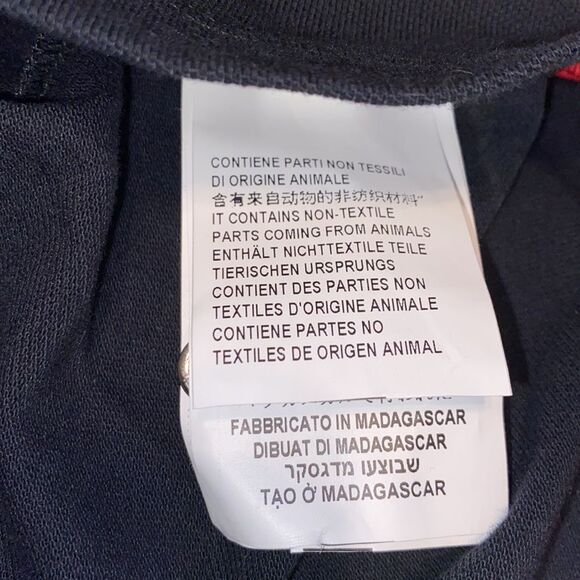 CONTIENE PARTI NON TESSILI
DI ORIGINE ANIMALE
含有来自动物的非纺织材料"
IT CONTAINS NON-TEXTILE
PARTS COMING FROM ANIMALS
ENTHÄLT NICHTTEXTILE TEILE
TIERISCHEN URSPRUNGS
CONTIENT DES PARTIES NON
TEXTILES D'ORIGINE ANIMALE
CONTIENE PARTES NO
TEXTILES DE ORIGEN ANIMAL
FABBRICATO IN MADAGASCAR
DIBUAT DI MADAGASCAR
שבוצעו מדגסקר
TẠO Ở MADAGASCAR